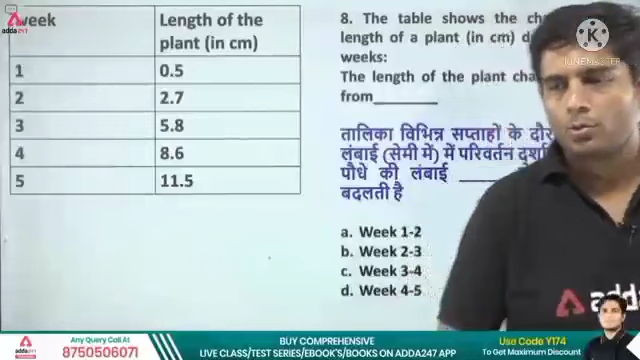 week
Length of the
plant (in cm)
1
0.5
2
2.7
3
5.8
4
8.6
5
11.5
8. The table shows the
length of a plant (in cm)
weeks:
The length of the plant
from________
तालिका विभिन्न सप्ताहों के
लंबाई (सेमी में) में परिवर्तन
पौधे की लंबाई ______
बदलती है
a. Week 1-2
b. Week 2-3
c. Week 3-4
d. Week 4-5
adda247
K
KINEMASTER
Any Query Call At
8750506071
BUY COMPREHENSIVE
LIVE CLASS/TEST SERIES/EBOOK'S/BOOKS ON ADDA247 APP
Use Code Y174
To Get Maximum Discount